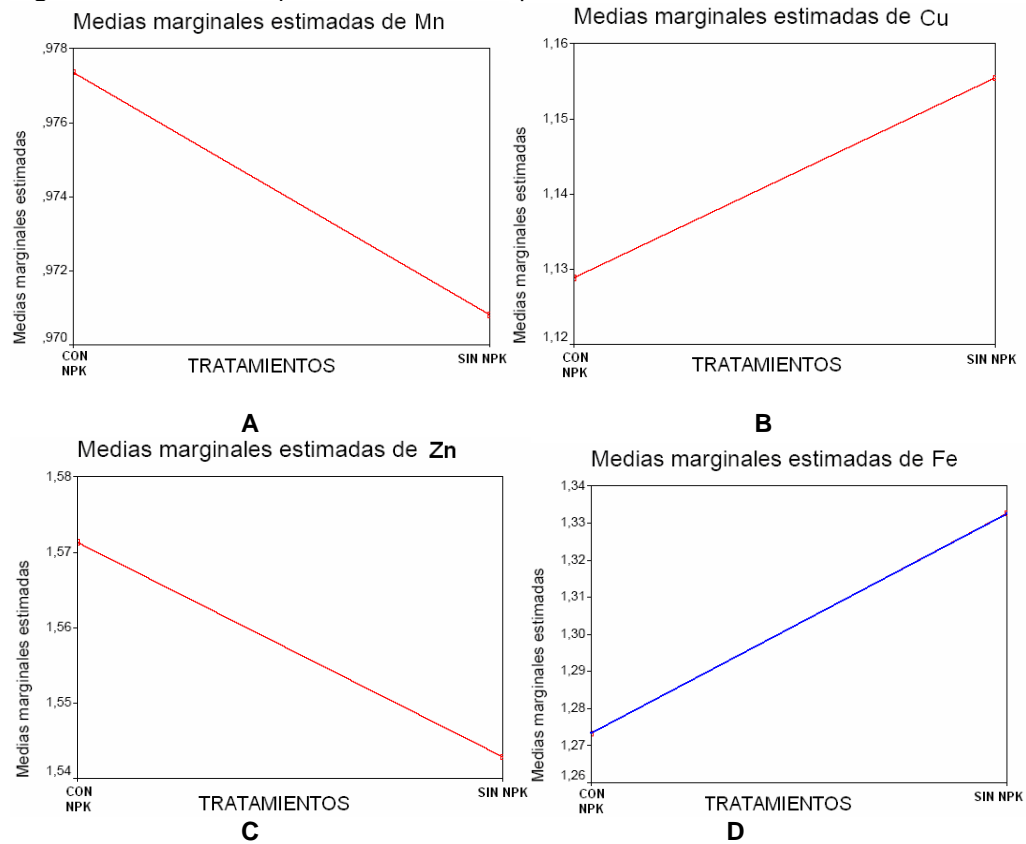 Medias marginales estimadas de Mn
Medias marginales estimadas
,978
,976
,974
,972
,970
CON
NPK
TRATAMIENTOS
SIN NPK
A
Medias marginales estimadas de Cu
Medias marginales estimadas
1,16
1,15
1,14
1,13
1,12
CON
NPK
TRATAMIENTOS
SIN NPK
B
Medias marginales estimadas de Zn
Medias marginales estimadas
1,58
1,57
1,56
1,55
1,54
CON
NPK
TRATAMIENTOS
SIN NPK
C
Medias marginales estimadas de Fe
Medias marginales estimadas
1,34
1,33
1,32
1,31
1,30
1,29
1,28
1,27
1,26
CON
NPK
TRATAMIENTOS
SIN NPK
D